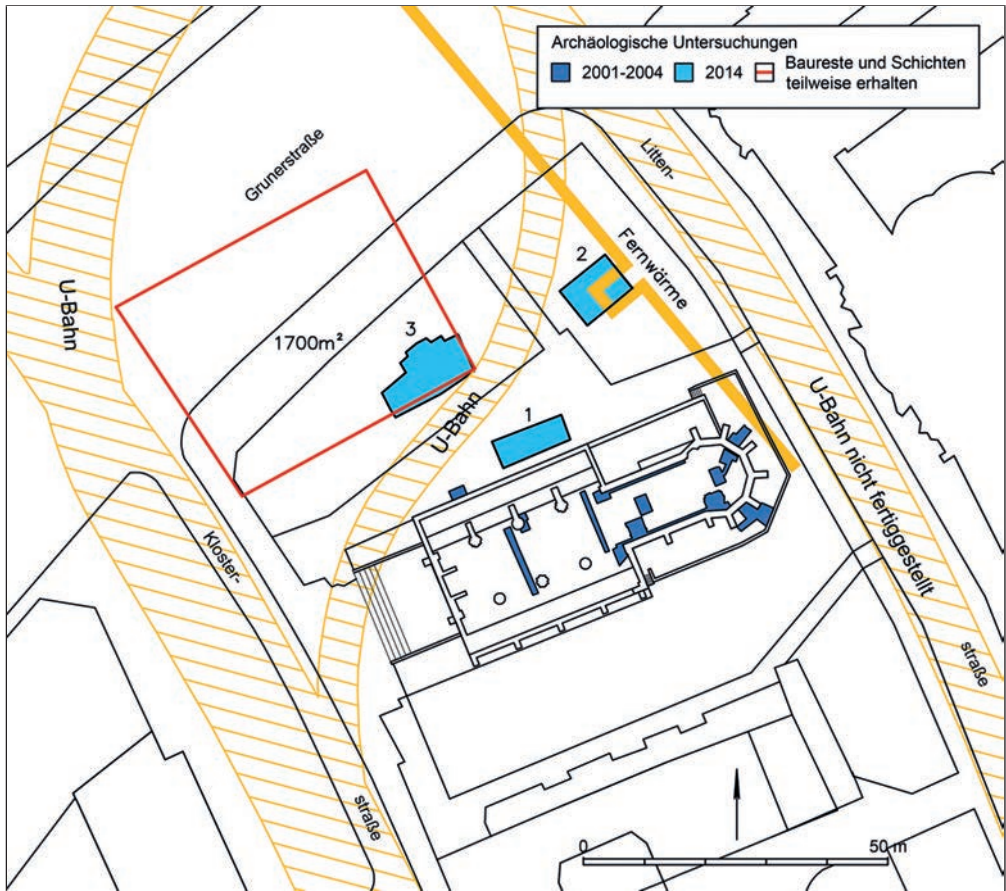 Archäologische Untersuchungen
2001-2004
2014
Baureste und Schichten
teilweise erhalten
Grunerstraße
Litten-
U-Bahn
Fernwärme
2
3
1700m²
U-Bahn
1
U-Bahn nicht fertiggestellt
Kloster-
straße
straße
0
50 m